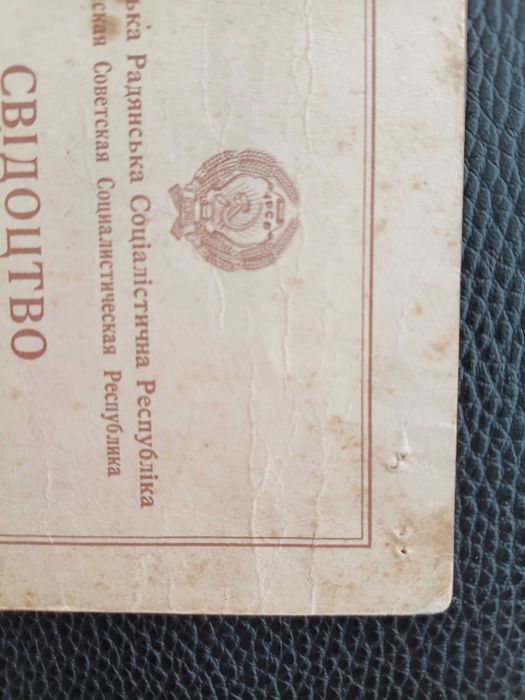 ька Радянська Соціалістична Республіка
ская Советская Социалистическая Республика
СВІДОЦТВО